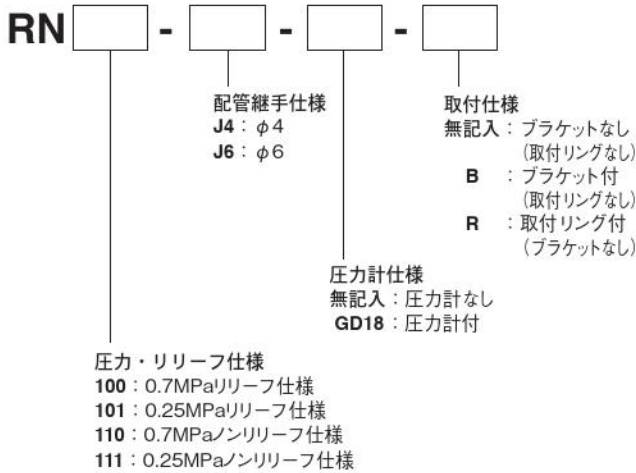 RN - - -
配管継手仕様
J4：φ4
J6：φ6
取付仕様
無記入：ブラケットなし
（取付リングなし）
B：ブラケット付
（取付リングなし）
R：取付リング付
（ブラケットなし）
圧力計仕様
無記入：圧力計なし
GD18：圧力計付
圧力・リリーフ仕様
100：0.7MPaリリーフ仕様
101：0.25MPaリリーフ仕様
110：0.7MPaノンリリーフ仕様
111：0.25MPaノンリリーフ仕様